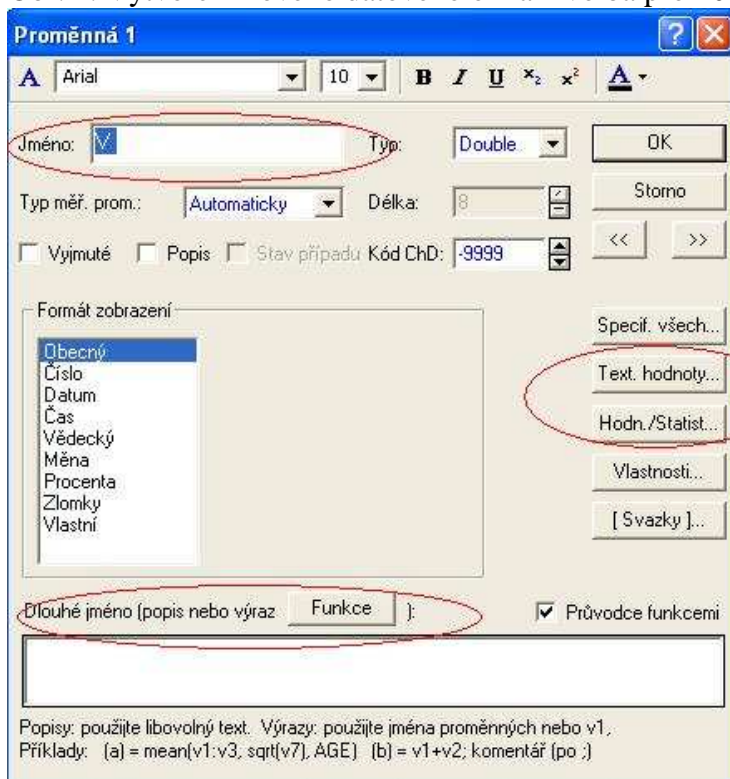 Proměnná 1
A Arial 10 B I U x₂ x² A
Jméno: V Typ: Double OK
Typ měř. prom.: Automaticky Délka: 8 Storno
Vyjmuté Popis Stav případu Kód ChD: -9999 << >>
Formát zobrazení
Obecný
Číslo
Datum
Čas
Vědecký
Měna
Procenta
Zlomky
Vlastní
Specif. všech...
Text. hodnoty...
Hodn./Statist...
Vlastnosti...
[ Svazky ]...
Dlouhé jméno (popis nebo výraz Funkce ): Průvodce funkcemi
Popisy: použijte libovolný text. Výrazy: použijte jména proměnných nebo v1,
Příklady: (a) = mean(v1:v3, sqrt(v7), AGE) (b) = v1+v2; komentář (po ;)